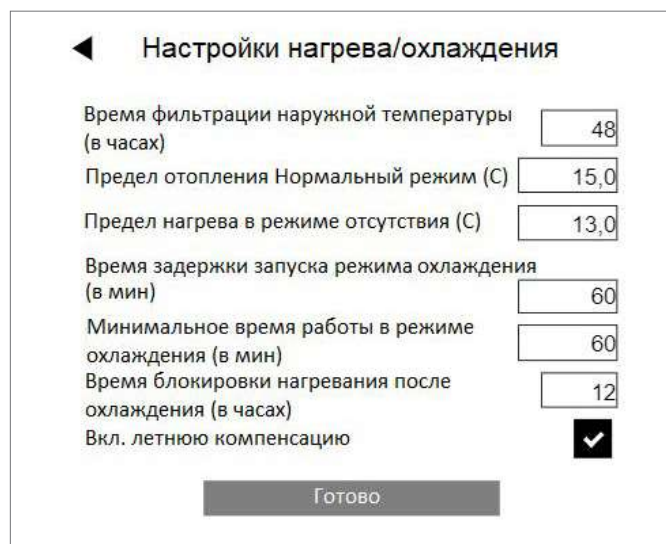 Настройки нагрева/охлаждения
Время фильтрации наружной температуры
(в часах)
48
Предел отопления Нормальный режим (С)
15,0
Предел нагрева в режиме отсутствия (С)
13,0
Время задержки запуска режима охлаждения
(в мин)
60
Минимальное время работы в режиме
охлаждения (в мин)
60
Время блокировки нагревания после
охлаждения (в часах)
12
Вкл. летнюю компенсацию
Готово